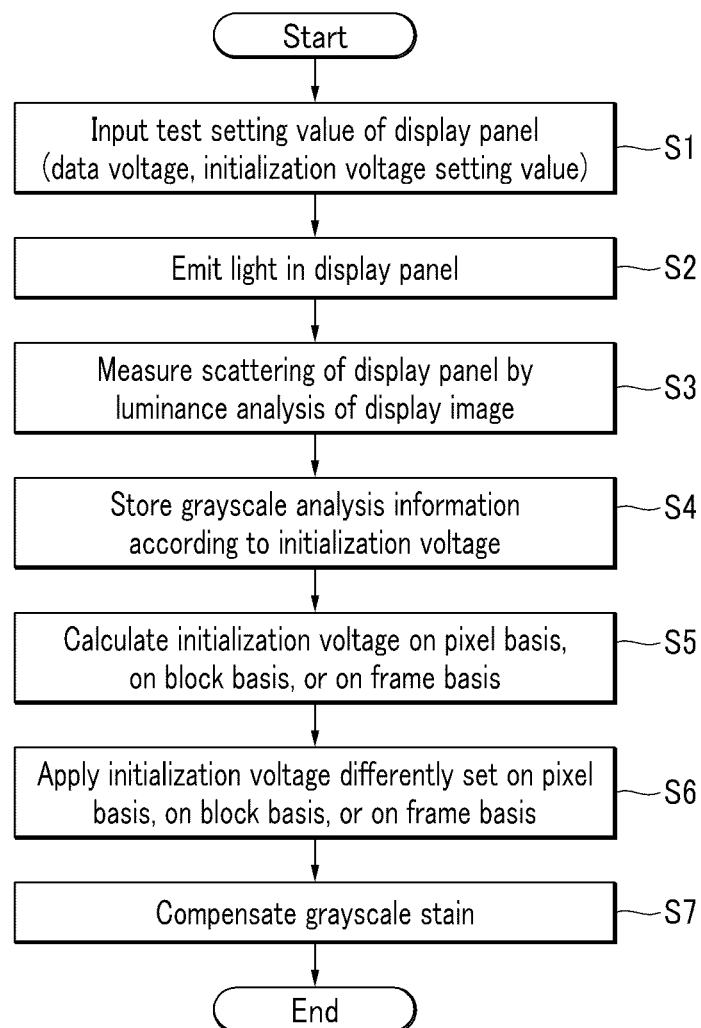 Start
Input test setting value of display panel
(data voltage, initialization voltage setting value)
S1
Emit light in display panel
S2
Measure scattering of display panel by
luminance analysis of display image
S3
Store grayscale analysis information
according to initialization voltage
S4
Calculate initialization voltage on pixel basis,
on block basis, or on frame basis
S5
Apply initialization voltage differently set on pixel
basis, on block basis, or on frame basis
S6
Compensate grayscale stain
S7
End